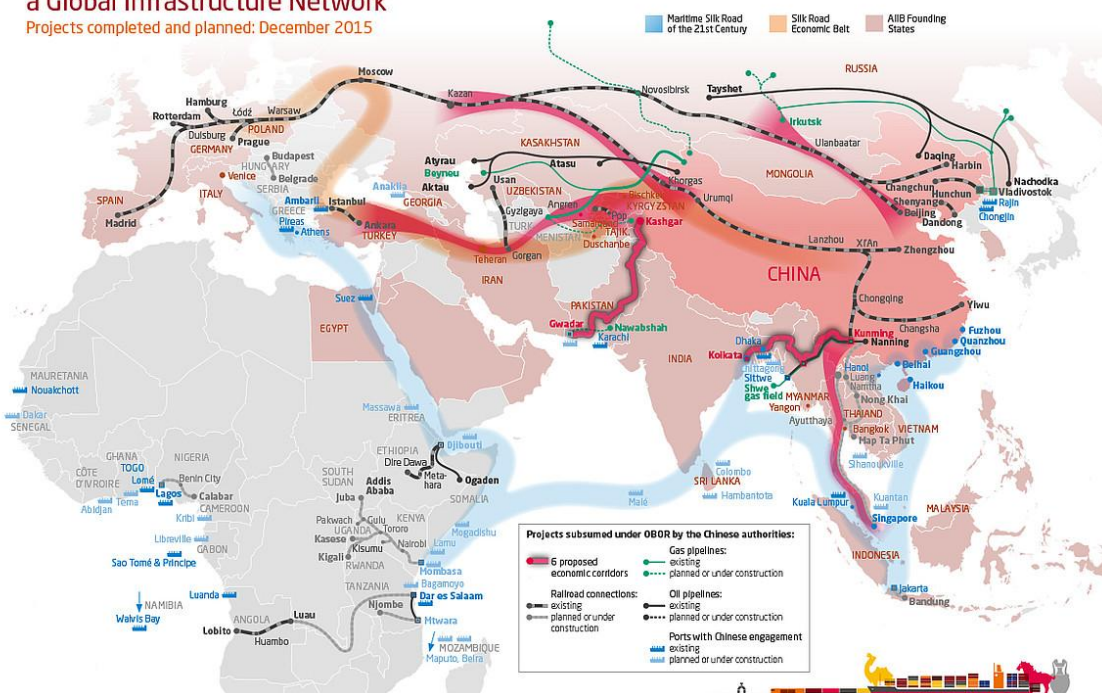 a Global Infrastructure Network
Projects completed and planned: December 2015
Maritime Silk Road
of the 21st Century
Silk Road
Economic Belt
AIIB Founding
States
RUSSIA
Moscow
Kazan
Novosibirsk
Tayshet
Irkutsk
Hamburg
Rotterdam
Łódź
Warsaw
Duisburg
POLAND
GERMANY
Prague
Budapest
HUNGARY
Belgrade
SERBIA
Venice
ITALY
SPAIN
Madrid
KASAKHSTAN
Atyrau
Beyneu
Aktau
Atasu
Usan
UZBEKISTAN
Khorgas
Ulanbaatar
MONGOLIA
Daqing
Harbin
Changchun
Hunchun
Nachodka
Vladivostok
Shenyang
Rajin
Beijing
Chongjin
Dandong
Anaklia
GEORGIA
Ambarli
Istanbul
GREECE
Pireas
Athens
Ankara
TURKEY
Gyzlgaya
Angren
Bischkek
KYRGYZSTAN
Urumqi
Samarqand
Pop
Kashgar
TURKMENISTAN
TAJIK.
Duschanbe
Teheran
Gorgan
IRAN
Lanzhou
Xi'An
Zhengzhou
CHINA
Suez
EGYPT
PAKISTAN
Gwadar
Nawabshah
Karachi
Chongqing
Yiwu
Changsha
INDIA
Dhaka
Kolkata
Chittagong
Kunming
Nanning
Fuzhou
Quanzhou
Guangzhou
Sittwe
Shwe
gas field
MYANMAR
Yangon
Hanoi
Beihai
Luang
Namtha
Haikou
Nong Khai
Ayutthaya
THAILAND
Bangkok
VIETNAM
Map Ta Phut
Sihanoukville
MAURETANIA
Nouakchott
Dakar
SENEGAL
Massawa
ERITREA
Djibouti
ETHIOPIA
Dire Dawa
Meta-
hara
Ogaden
Addis
Ababa
SOMALIA
GHANA
TOGO
CÔTE
D'IVROIRE
Lomé
NIGERIA
Benin City
Lagos
Calabar
Tema
Abidjan
CAMEROON
Kribi
Libreville
GABON
Sao Tomé & Principe
SOUTH
SUDAN
Juba
Pakwach
Gulu
UGANDA
Tororo
KENYA
Kasese
Kisumu
Nairobi
Kigali
RWANDA
Lamu
Mogadishu
Mombasa
TANZANIA
Bagamoyo
Dar es Salaam
Njombe
Mtwara
MOZAMBIQUE
Maputo, Beira
Luanda
ANGOLA
Luau
Lobito
Huambo
NAMIBIA
Walvis Bay
Malé
Colombo
SRI LANKA
Hambantota
Kuala Lumpur
Kuantan
Singapore
MALAYSIA
INDONESIA
Jakarta
Bandung
Projects subsumed under OBOR by the Chinese authorities:
6 proposed
economic corridors
Gas pipelines:
existing
planned or under construction
Railroad connections:
existing
planned or under
construction
Oil pipelines:
existing
planned or under construction
Ports with Chinese engagement
existing
planned or under construction